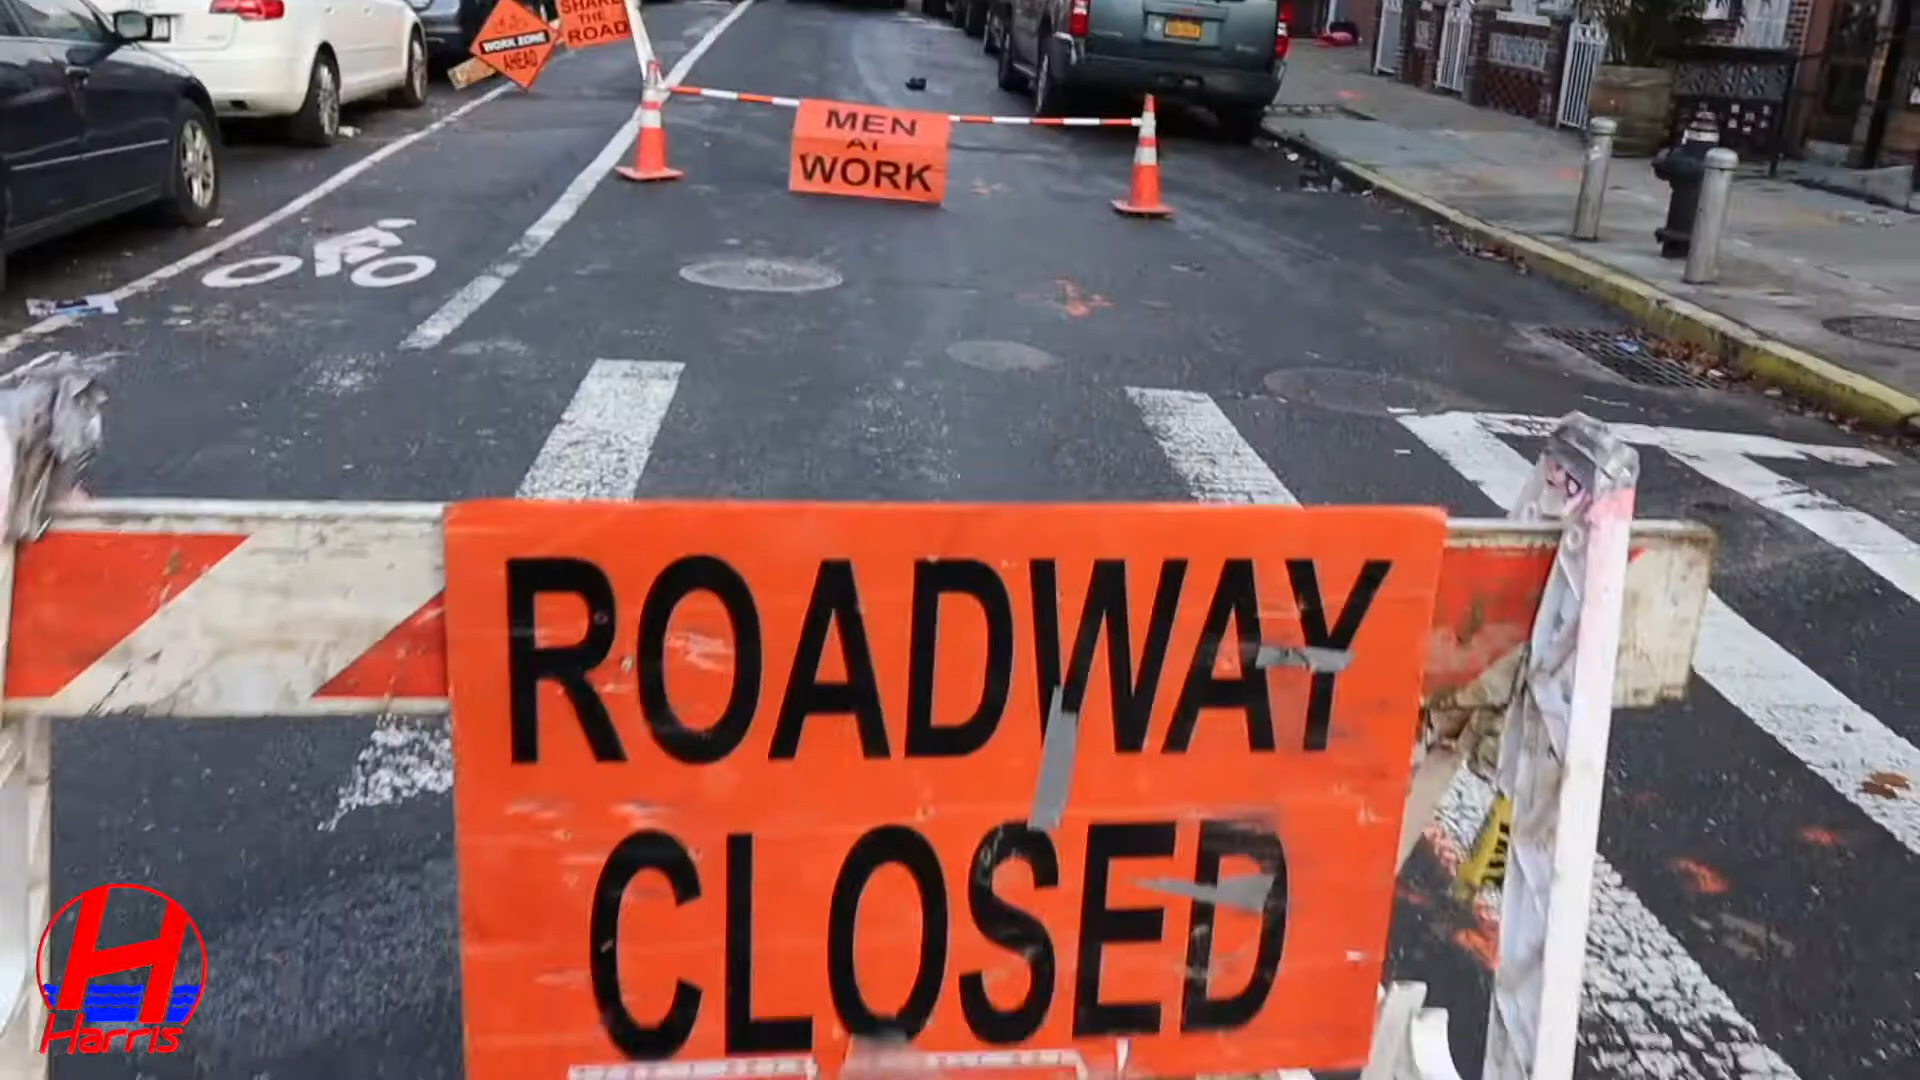 SHARE
THE
ROAD
WORK ZONE
AHEAD
MEN
AT
WORK
ROADWAY
CLOSED
Harris